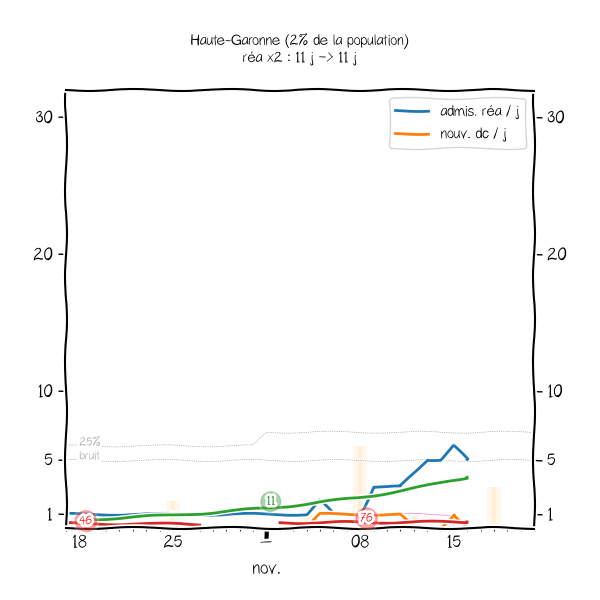 Haute-Garonne (2% de la population)
réa x2 : 11 j -> 11 j
admis. réa / j
nouv. dc / j
30 30
20 20
10 10
25%
bruit
5 5
1 1
46 11 76
18 25 1 08 15
nov.